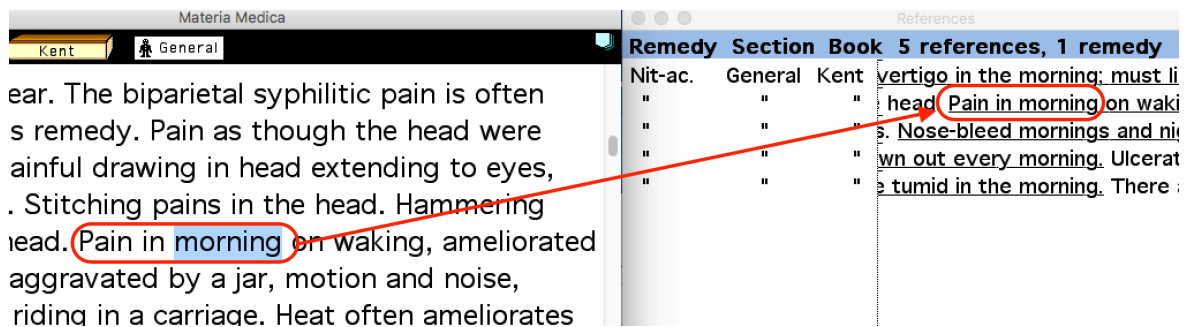 Materia Medica
Kent General
ear. The biparietal syphilitic pain is often
s remedy. Pain as though the head were
ainful drawing in head extending to eyes,
. Stitching pains in the head. Hammering
head. Pain in morning on waking, ameliorated
aggravated by a jar, motion and noise,
riding in a carriage. Heat often ameliorates
References
Remedy Section Book 5 references, 1 remedy
Nit-ac. General Kent vertigo in the morning; must li
" " " head. Pain in morning on waki
" " " s. Nose-bleed mornings and nig
" " " wn out every morning. Ulcerat
" " " e tumid in the morning. There a